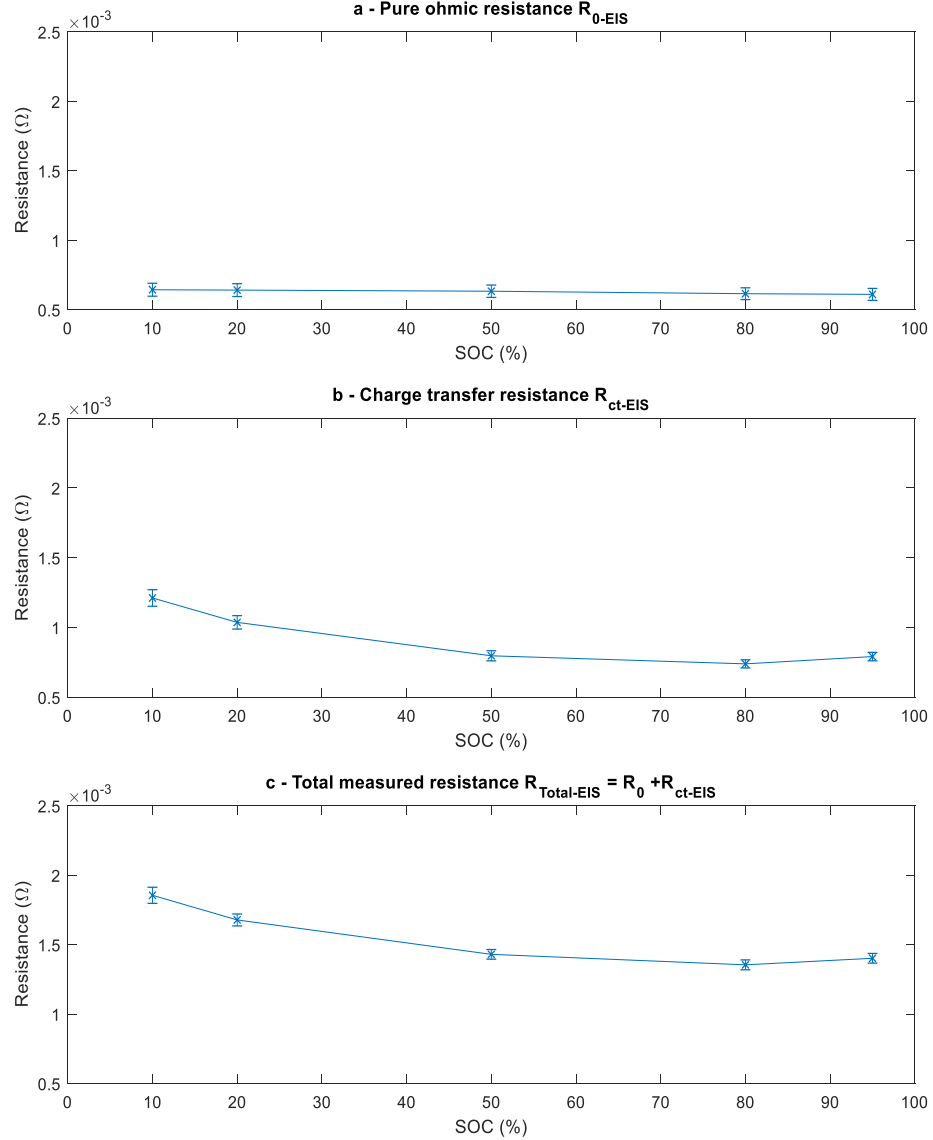 a - Pure ohmic resistance R0-EIS
×10-3
2.5
2
1.5
1
0.5
Resistance (Ω)
0 10 20 30 40 50 60 70 80 90 100
SOC (%)
b - Charge transfer resistance Rct-EIS
×10-3
2.5
2
1.5
1
0.5
Resistance (Ω)
0 10 20 30 40 50 60 70 80 90 100
SOC (%)
c - Total measured resistance RTotal-EIS = R0 +Rct-EIS
×10-3
2.5
2
1.5
1
0.5
Resistance (Ω)
0 10 20 30 40 50 60 70 80 90 100
SOC (%)